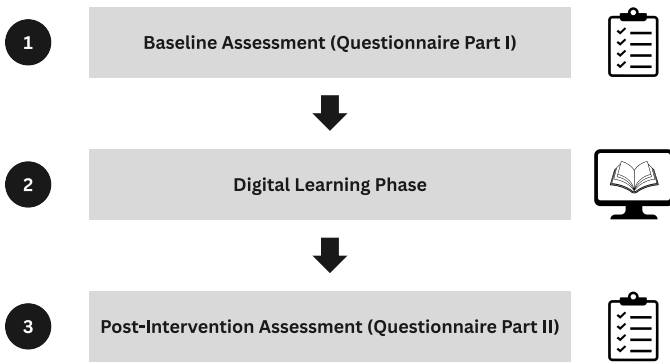 1
Baseline Assessment (Questionnaire Part I)
2
Digital Learning Phase
3
Post-Intervention Assessment (Questionnaire Part II)